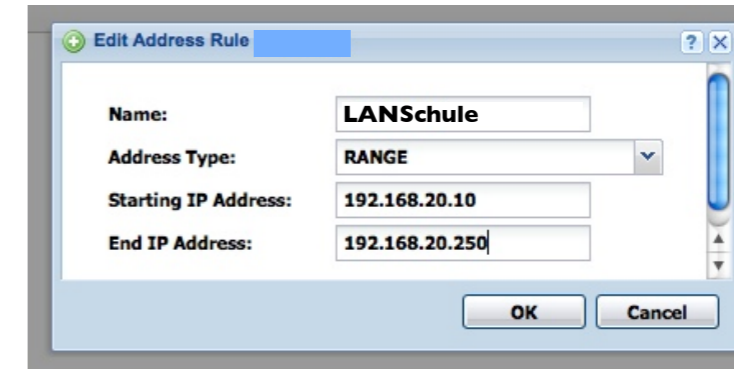 Edit Address Rule
Name: LANSchule
Address Type: RANGE
Starting IP Address: 192.168.20.10
End IP Address: 192.168.20.250
OK Cancel